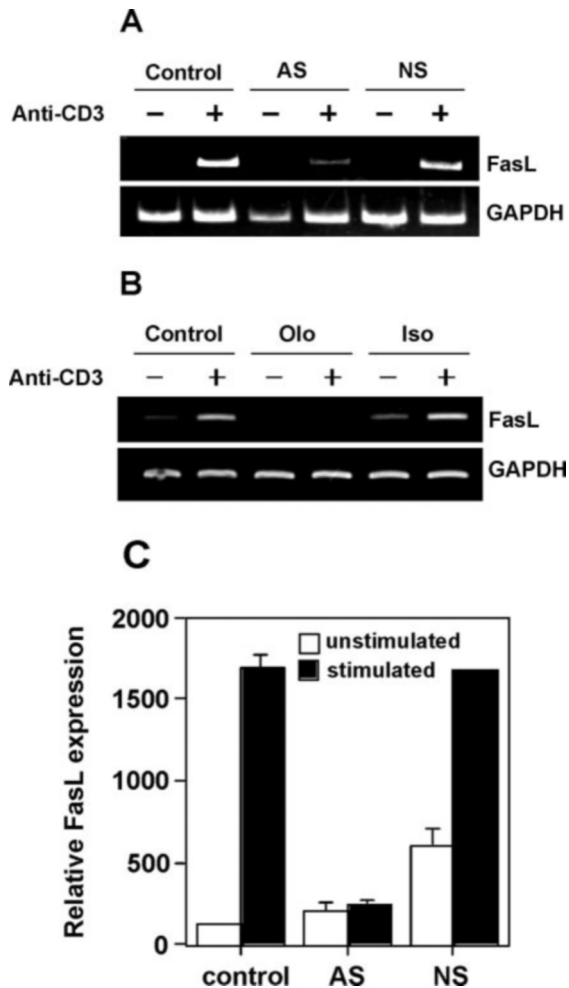 A
Control AS NS
Anti-CD3 − + − + − +
FasL
GAPDH
B
Control Olo Iso
Anti-CD3 − + − + − +
FasL
GAPDH
C
Relative FasL expression
2000
1500
1000
500
0
unstimulated
stimulated
control AS NS